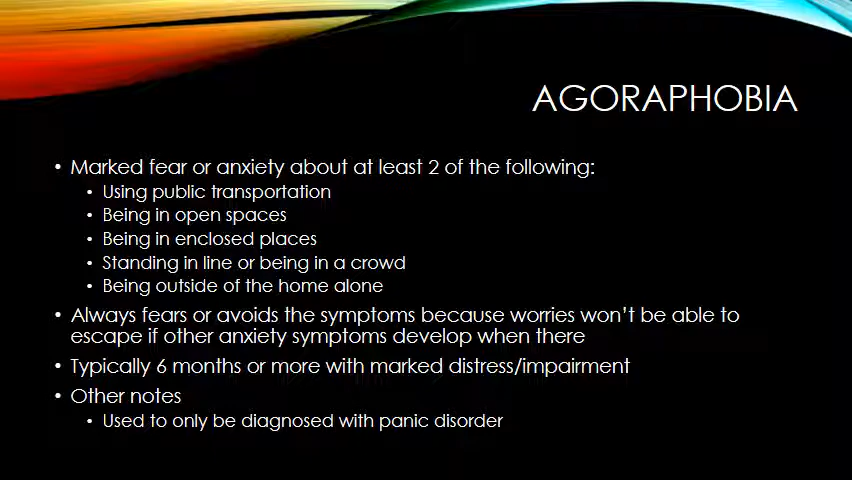 AGORAPHOBIA
• Marked fear or anxiety about at least 2 of the following:
• Using public transportation
• Being in open spaces
• Being in enclosed places
• Standing in line or being in a crowd
• Being outside of the home alone
• Always fears or avoids the symptoms because worries won't be able to
escape if other anxiety symptoms develop when there
• Typically 6 months or more with marked distress/impairment
• Other notes
• Used to only be diagnosed with panic disorder